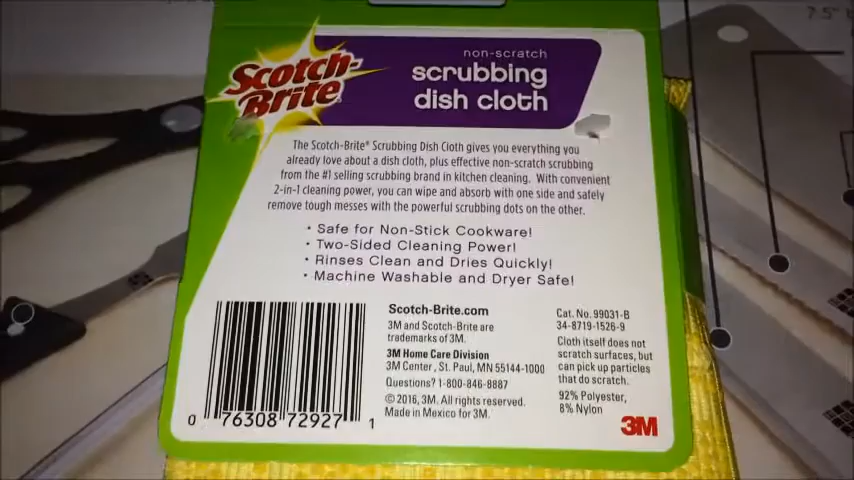 7.5"
Scotch-
Brite
non-scratch
scrubbing
dish cloth
The Scotch-Brite® Scrubbing Dish Cloth gives you everything you
already love about a dish cloth, plus effective non-scratch scrubbing
from the #1 selling scrubbing brand in kitchen cleaning. With convenient
2-in-1 cleaning power, you can wipe and absorb with one side and safely
remove tough messes with the powerful scrubbing dots on the other.
• Safe for Non-Stick Cookware!
• Two-Sided Cleaning Power!
• Rinses Clean and Dries Quickly!
• Machine Washable and Dryer Safe!
Scotch-Brite.com
3M and Scotch-Brite are
trademarks of 3M.
3M Home Care Division
3M Center, St. Paul, MN 55144-1000
Questions? 1-800-846-8887
©2016, 3M. All rights reserved.
Made in Mexico for 3M.
Cat. No. 99031-B
34-8719-1526-9
Cloth itself does not
scratch surfaces, but
can pick up particles
that do scratch.
92% Polyester,
8% Nylon
0 76308 72927 1
3M